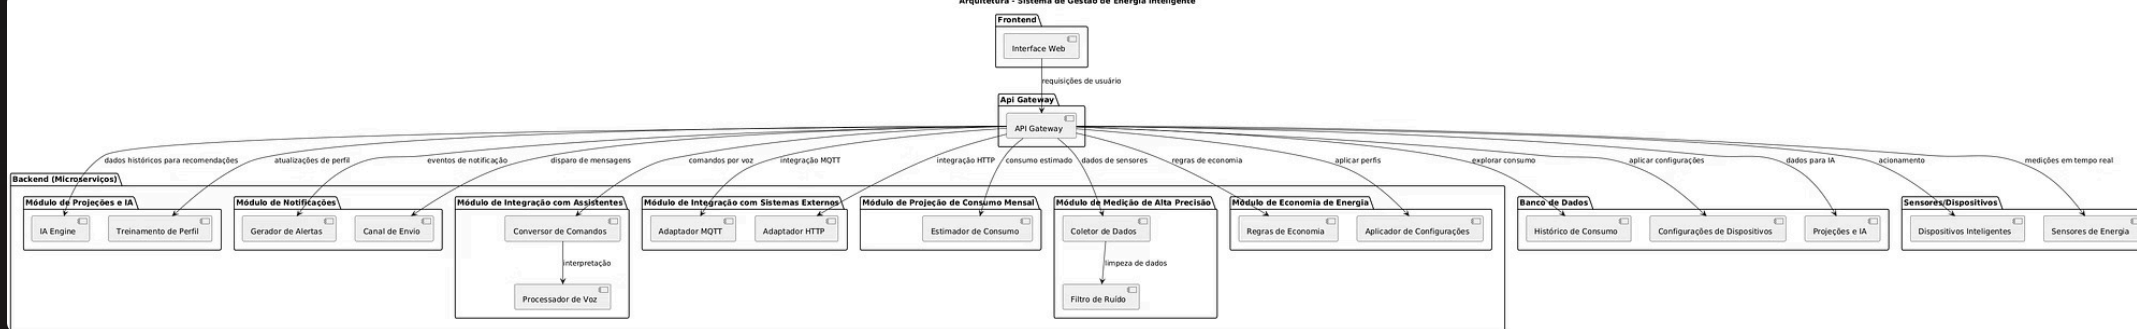 Arquitetura - Sistema de Gestão de Energia Inteligente
Frontend
Interface Web
requisições de usuário
Api Gateway
API Gateway
dados históricos para recomendações
atualizações de perfil
eventos de notificação
disparo de mensagens
comandos por voz
integração MQTT
integração HTTP
consumo estimado
dados de sensores
regras de economia
aplicar perfis
explorar consumo
aplicar configurações
dados para IA
acionamento
medições em tempo real
Backend (Microserviços)
Módulo de Projeções e IA
IA Engine
Treinamento de Perfil
Módulo de Notificações
Gerador de Alertas
Canal de Envio
Módulo de Integração com Assistentes
Conversor de Comandos
interpretação
Processador de Voz
Módulo de Integração com Sistemas Externos
Adaptador MQTT
Adaptador HTTP
Módulo de Projeção de Consumo Mensal
Estimador de Consumo
Módulo de Medição de Alta Precisão
Coletor de Dados
limpeza de dados
Filtro de Ruído
Módulo de Economia de Energia
Regras de Economia
Aplicador de Configurações
Banco de Dados
Histórico de Consumo
Configurações de Dispositivos
Projeções e IA
Sensores/Dispositivos
Dispositivos Inteligentes
Sensores de Energia